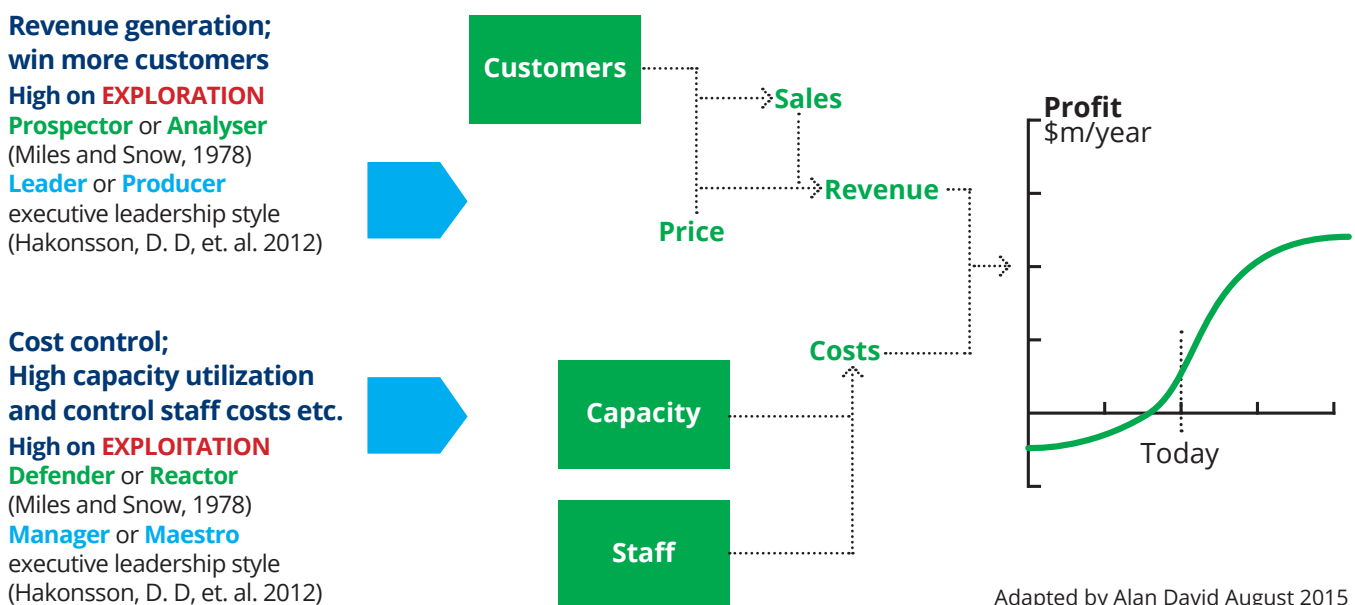 Revenue generation;
win more customers
High on EXPLORATION
Prospector or Analyser
(Miles and Snow, 1978)
Leader or Producer
executive leadership style
(Hakonsson, D. D, et. al. 2012)
Cost control;
High capacity utilization
and control staff costs etc.
High on EXPLOITATION
Defender or Reactor
(Miles and Snow, 1978)
Manager or Maestro
executive leadership style
(Hakonsson, D. D, et. al. 2012)
Customers
Sales
Revenue
Price
Costs
Capacity
Staff
Profit
$m/year
Today
Adapted by Alan David August 2015